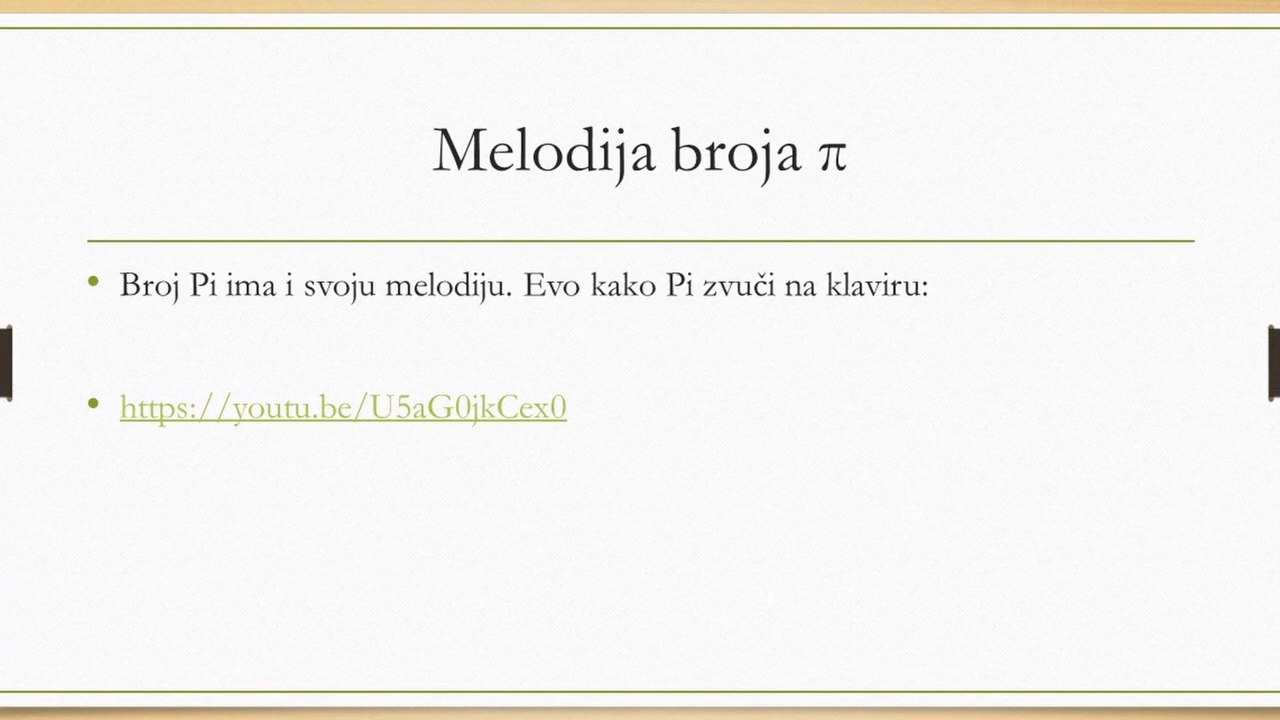 Melodija broja π
• Broj Pi ima i svoju melodiju. Evo kako Pi zvuči na klaviru:
• https://youtu.be/U5aG0jkCex0